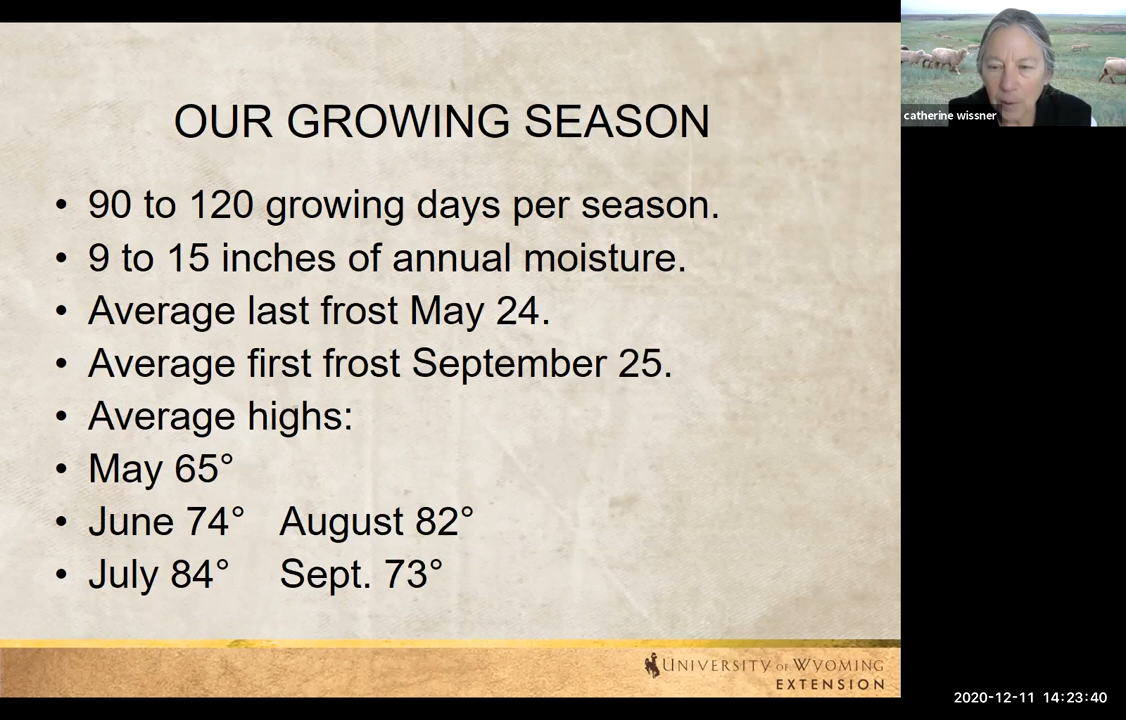 OUR GROWING SEASON
• 90 to 120 growing days per season.
• 9 to 15 inches of annual moisture.
• Average last frost May 24.
• Average first frost September 25.
• Average highs:
• May 65°
• June 74° August 82°
• July 84° Sept. 73°
UNIVERSITY OF WYOMING
EXTENSION
catherine wissner
2020-12-11 14:23:40